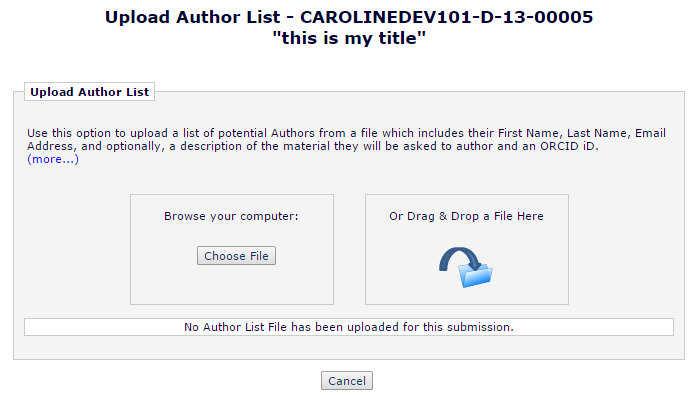 Upload Author List - CAROLINEDEV101-D-13-00005
"this is my title"
Upload Author List
Use this option to upload a list of potential Authors from a file which includes their First Name, Last Name, Email
Address, and optionally, a description of the material they will be asked to author and an ORCID iD.
(more...)
Browse your computer:
Choose File
Or Drag & Drop a File Here
No Author List File has been uploaded for this submission.
Cancel